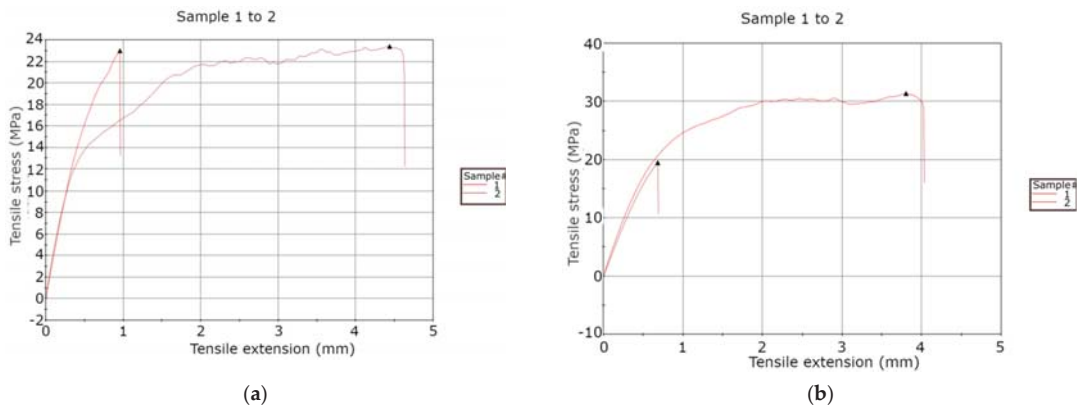 Sample 1 to 2
Tensile stress (MPa)
24
22
20
18
16
14
12
10
8
6
4
2
0
-2
0 1 2 3 4 5
Tensile extension (mm)
Sample#
1
2
(a)
Sample 1 to 2
Tensile stress (MPa)
40
30
20
10
0
-10
0 1 2 3 4 5
Tensile extension (mm)
Sample#
1
2
(b)